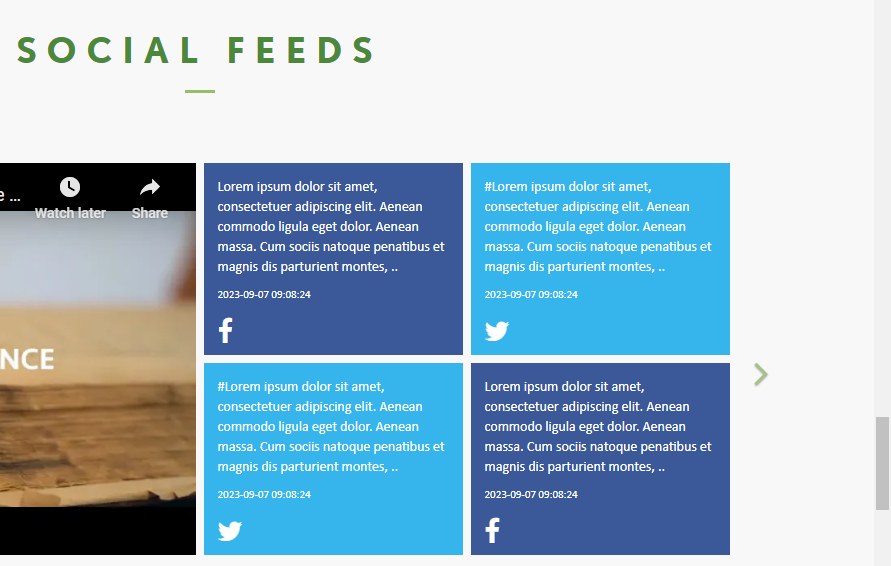 SOCIAL FEEDS
e ...
Watch later
Share
NCE
Lorem ipsum dolor sit amet,
consectetuer adipiscing elit. Aenean
commodo ligula eget dolor. Aenean
massa. Cum sociis natoque penatibus et
magnis dis parturient montes, ..
2023-09-07 09:08:24
#Lorem ipsum dolor sit amet,
consectetuer adipiscing elit. Aenean
commodo ligula eget dolor. Aenean
massa. Cum sociis natoque penatibus et
magnis dis parturient montes, ..
2023-09-07 09:08:24
#Lorem ipsum dolor sit amet,
consectetuer adipiscing elit. Aenean
commodo ligula eget dolor. Aenean
massa. Cum sociis natoque penatibus et
magnis dis parturient montes, ..
2023-09-07 09:08:24
Lorem ipsum dolor sit amet,
consectetuer adipiscing elit. Aenean
commodo ligula eget dolor. Aenean
massa. Cum sociis natoque penatibus et
magnis dis parturient montes, ..
2023-09-07 09:08:24